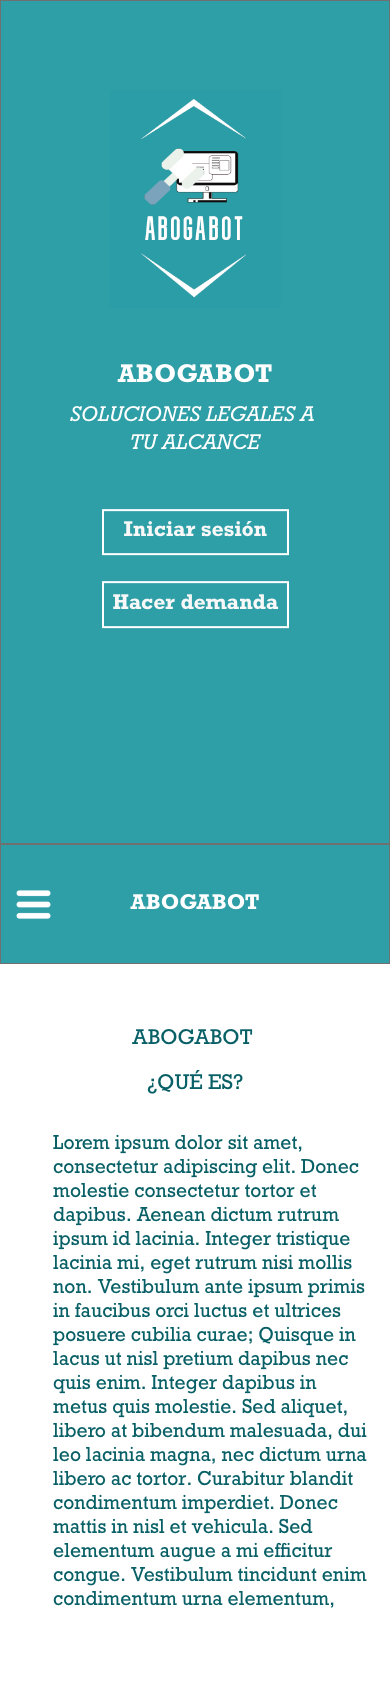 ABOGABOT
ABOGABOT
SOLUCIONES LEGALES A
TU ALCANCE
Iniciar sesión
Hacer demanda
ABOGABOT
ABOGABOT
¿QUÉ ES?
Lorem ipsum dolor sit amet,
consectetur adipiscing elit. Donec
molestie consectetur tortor et
dapibus. Aenean dictum rutrum
ipsum id lacinia. Integer tristique
lacinia mi, eget rutrum nisi mollis
non. Vestibulum ante ipsum primis
in faucibus orci luctus et ultrices
posuere cubilia curae; Quisque in
lacus ut nisl pretium dapibus nec
quis enim. Integer dapibus in
metus quis molestie. Sed aliquet,
libero at bibendum malesuada, dui
leo lacinia magna, nec dictum urna
libero ac tortor. Curabitur blandit
condimentum imperdiet. Donec
mattis in nisl et vehicula. Sed
elementum augue a mi efficitur
congue. Vestibulum tincidunt enim
condimentum urna elementum,